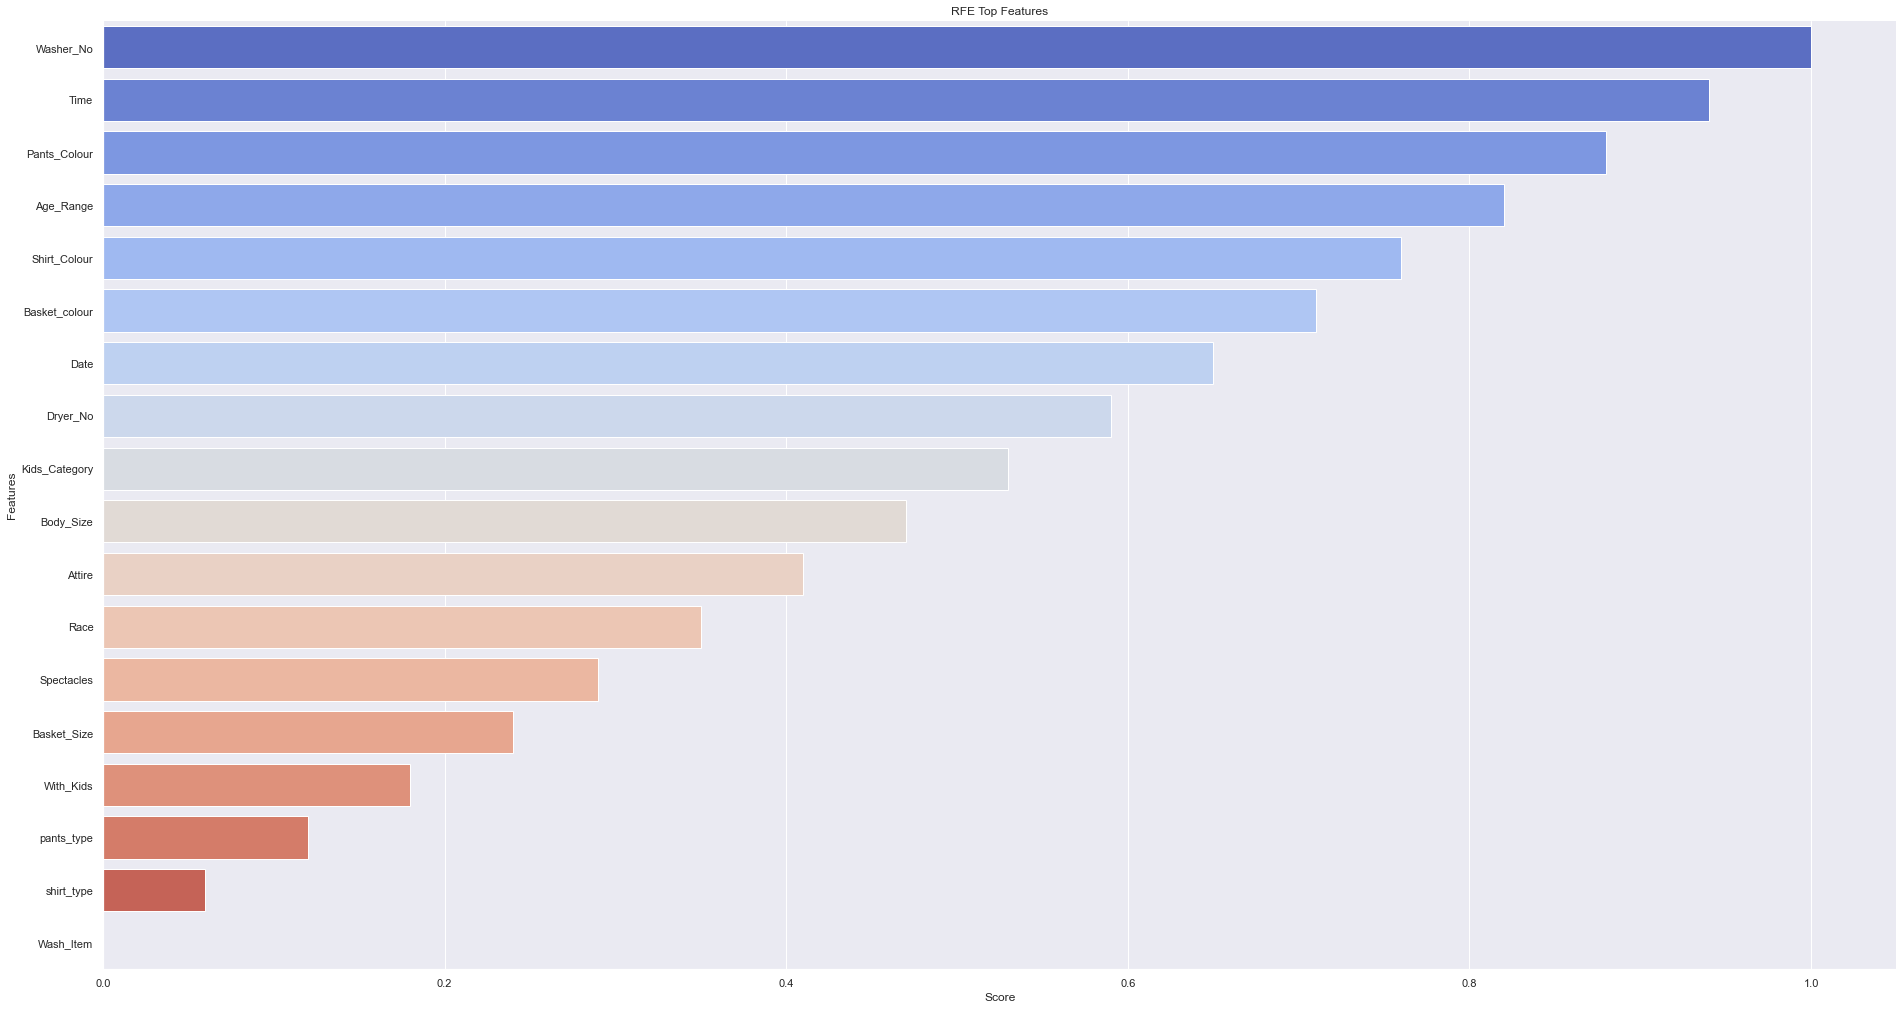 RFE Top Features
Washer_No
Time
Pants_Colour
Age_Range
Shirt_Colour
Basket_colour
Date
Dryer_No
Kids_Category
Body_Size
Attire
Race
Spectacles
Basket_Size
With_Kids
pants_type
shirt_type
Wash_Item
Features
0.0 0.2 0.4 0.6 0.8 1.0
Score